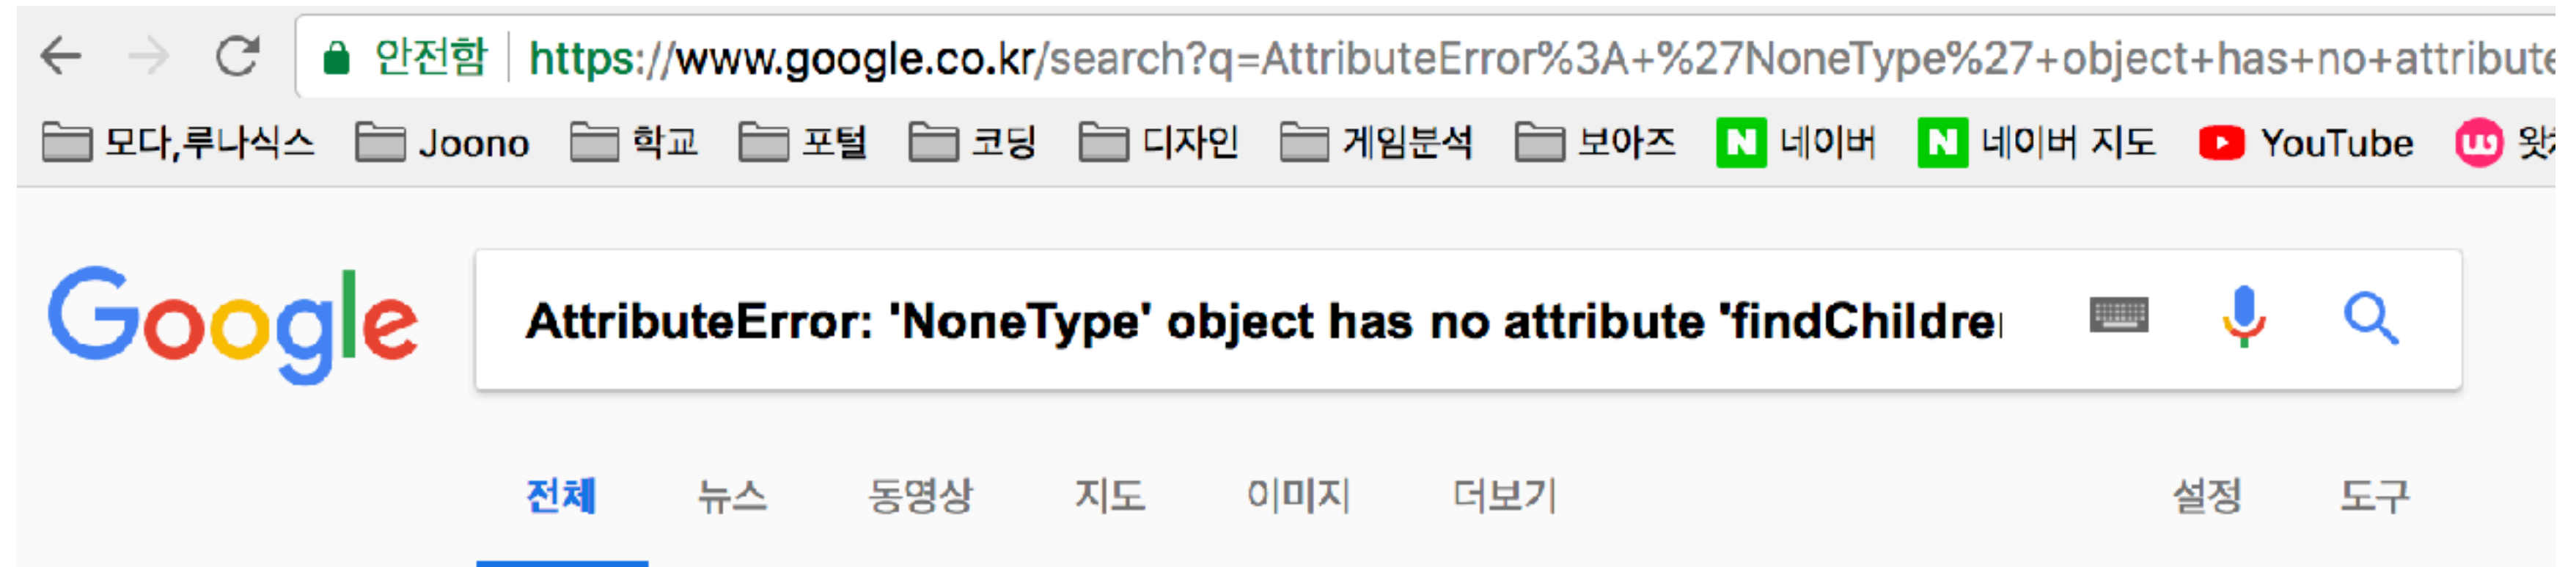 안전함 https://www.google.co.kr/search?q=AttributeError%3A+%27NoneType%27+object+has+no+attribute
모다,루나식스 Joono 학교 포털 코딩 디자인 게임분석 보아즈 N 네이버 N 네이버 지도 YouTube
Google AttributeError: 'NoneType' object has no attribute 'findChildre
전체 뉴스 동영상 지도 이미지 더보기 설정 도구